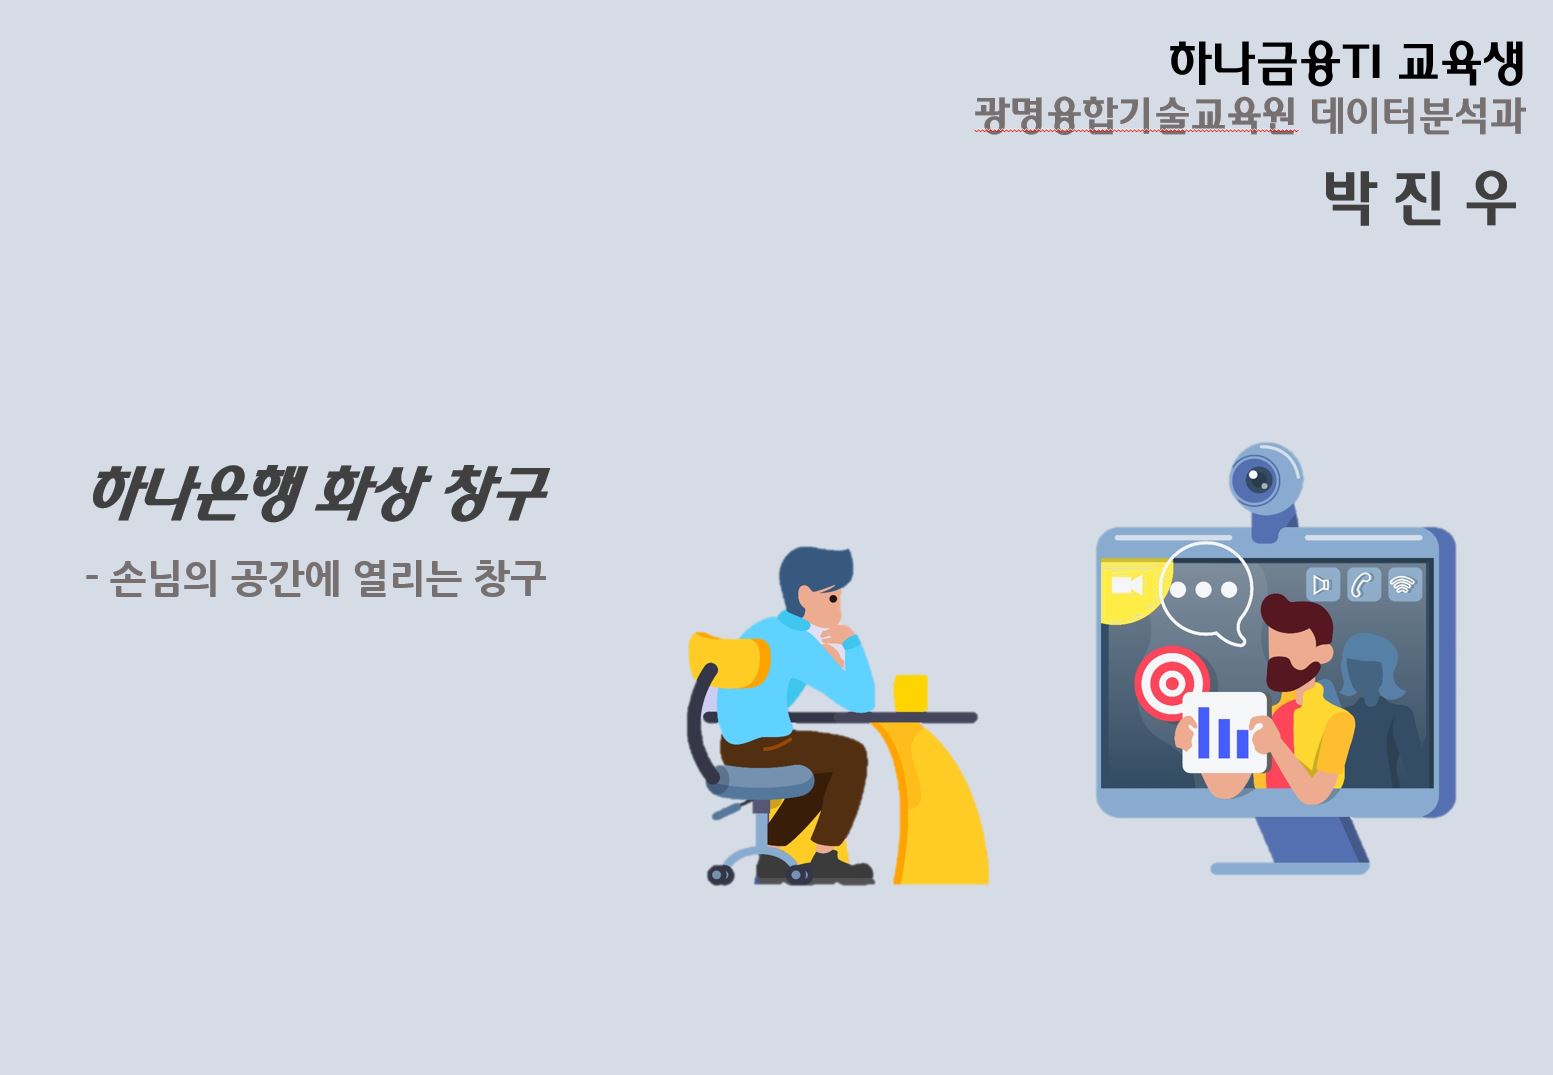 하나금융TI 교육생
광명융합기술교육원 데이터분석과
박 진 우
하나은행 화상 창구
- 손님의 공간에 열리는 창구